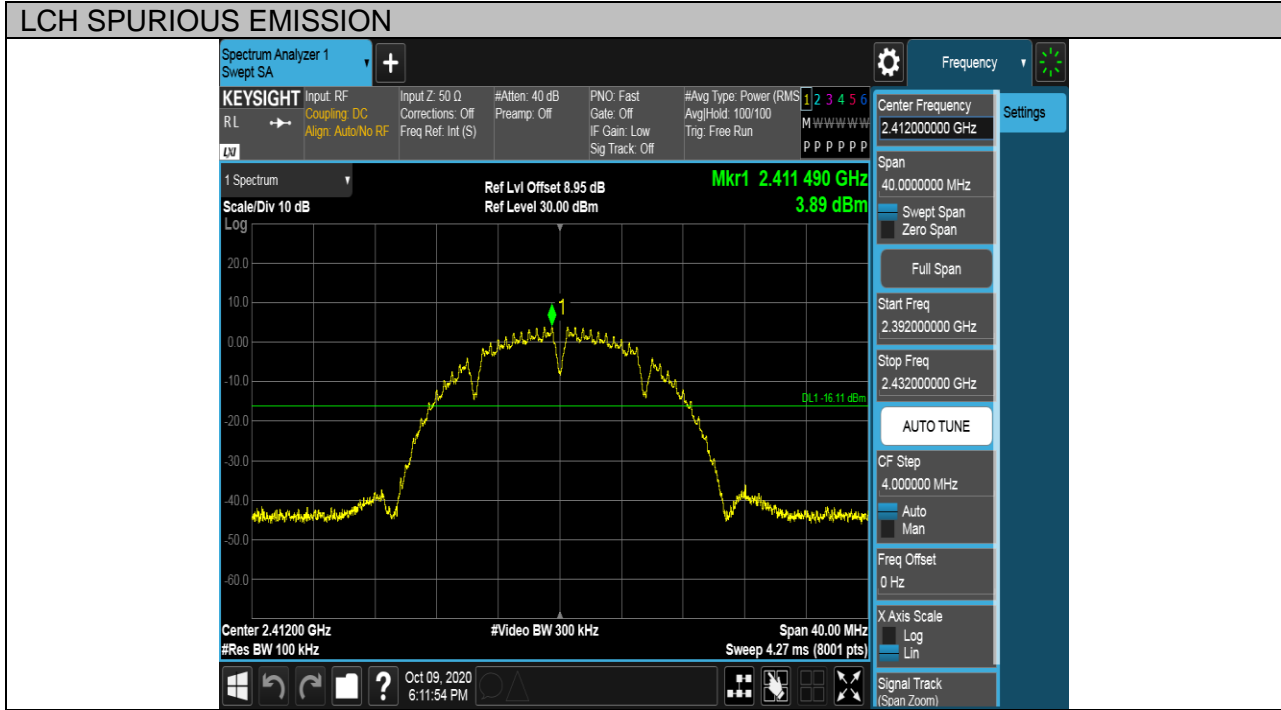 LCH SPURIOUS EMISSION
Spectrum Analyzer 1
Swept SA
Frequency
KEYSIGHT
RL
LXI
Input: RF
Coupling: DC
Align: Auto/No RF
Input Z: 50 Ω
Corrections: Off
Freq Ref: Int (S)
#Atten: 40 dB
Preamp: Off
PNO: Fast
Gate: Off
IF Gain: Low
Sig Track: Off
#Avg Type: Power (RMS
Avg|Hold: 100/100
Trig: Free Run
1 2 3 4 5 6
M W W W W W
P P P P P P
1 Spectrum
Scale/Div 10 dB
Ref Lvl Offset 8.95 dB
Ref Level 30.00 dBm
Mkr1 2.411 490 GHz
3.89 dBm
Log
20.0
10.0
0.00
-10.0
-20.0
-30.0
-40.0
-50.0
-60.0
1
DL1 -16.11 dBm
Center 2.41200 GHz
#Res BW 100 kHz
#Video BW 300 kHz
Span 40.00 MHz
Sweep 4.27 ms (8001 pts)
Center Frequency
2.412000000 GHz
Settings
Span
40.0000000 MHz
Swept Span
Zero Span
Full Span
Start Freq
2.392000000 GHz
Stop Freq
2.432000000 GHz
AUTO TUNE
CF Step
4.000000 MHz
Auto
Man
Freq Offset
0 Hz
X Axis Scale
Log
Lin
Signal Track
(Span Zoom)
?
Oct 09, 2020
6:11:54 PM